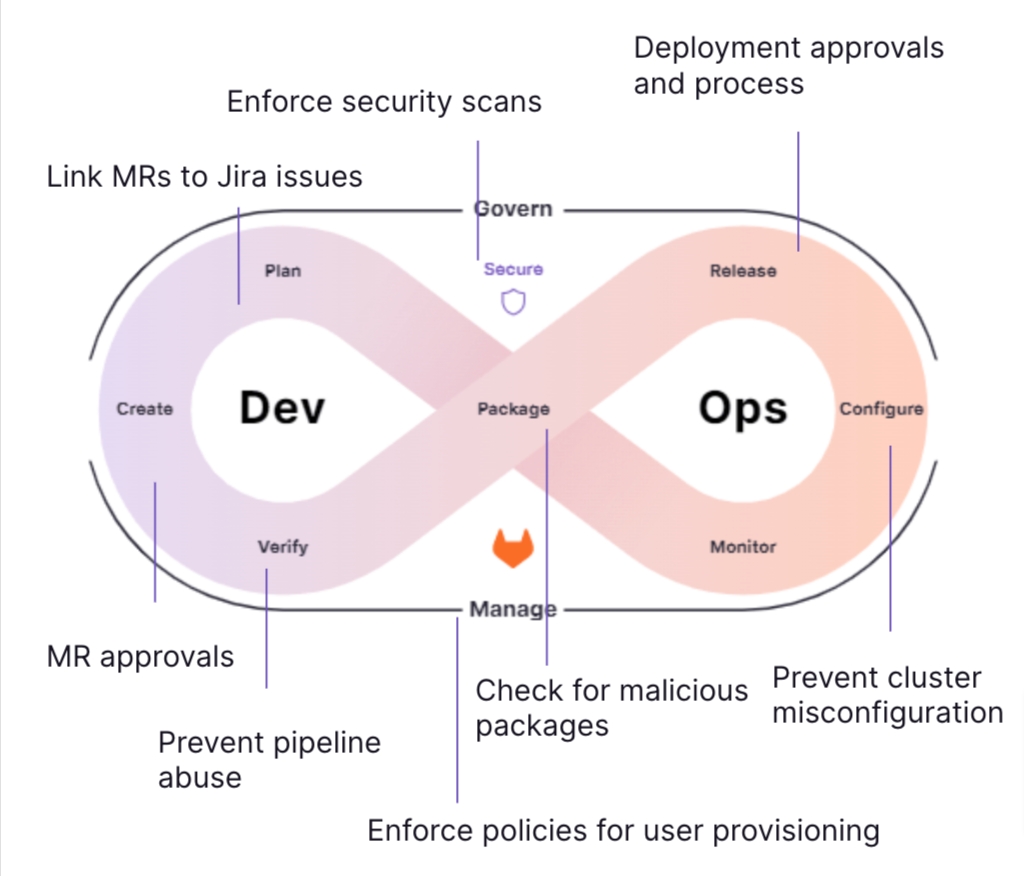 Deployment approvals
and process
Enforce security scans
Link MRs to Jira issues
Govern
Plan
Secure
Release
Create
Dev
Package
Ops
Configure
Verify
Monitor
Manage
MR approvals
Check for malicious
packages
Prevent cluster
misconfiguration
Prevent pipeline
abuse
Enforce policies for user provisioning